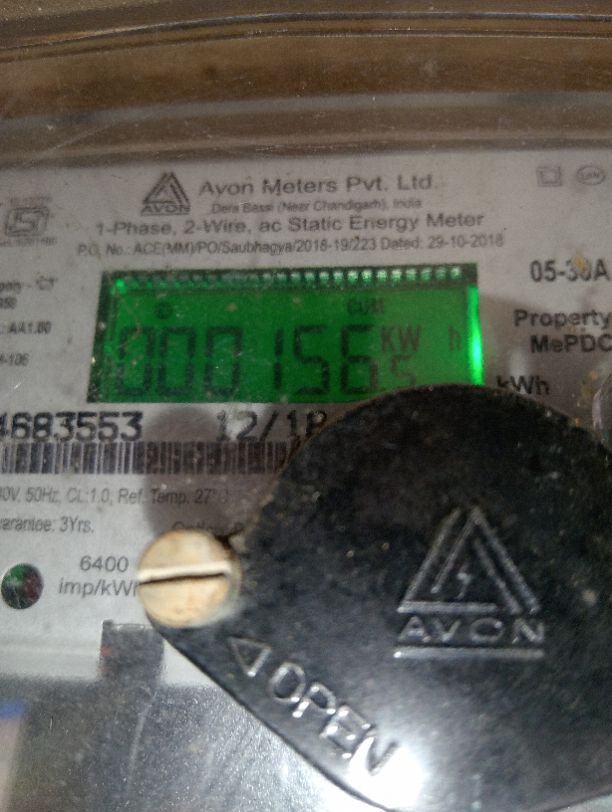 Avon Meters Pvt. Ltd.
AVON
Dera Bassi (Near Chandigarh), India
1-Phase, 2-Wire, ac Static Energy Meter
P.O. No.: ACE(MM)/PO/Saubhagya/2018-19/223 Dated: 29-10-2018
05-30A
CUM
000156.5 KW h
Property
MePDC
kWh
4683553
12/18
50Hz, CL:1.0, Ref. Temp. 27°C
3Yrs.
6400
imp/kWh
AVON
OPEN